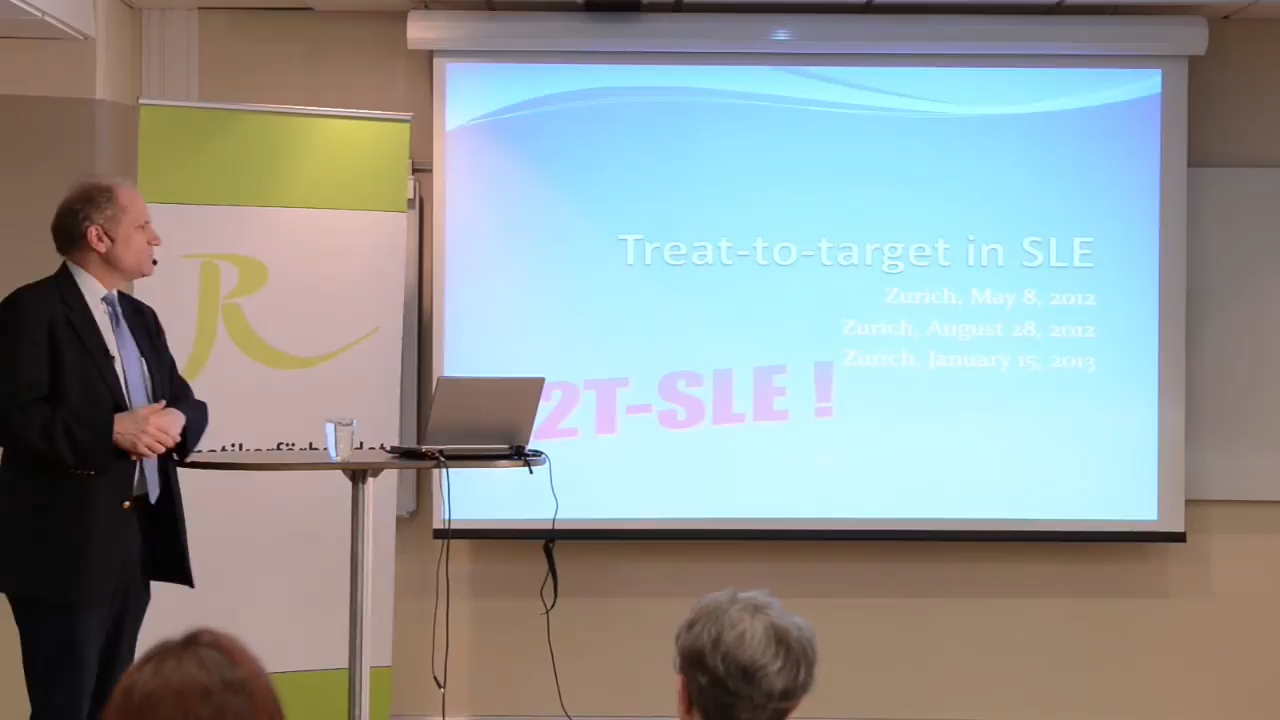 Treat-to-target in SLE
Zurich, May 8, 2012
Zurich, August 28, 2012
Zurich, January 15, 2013
2T-SLE !
R